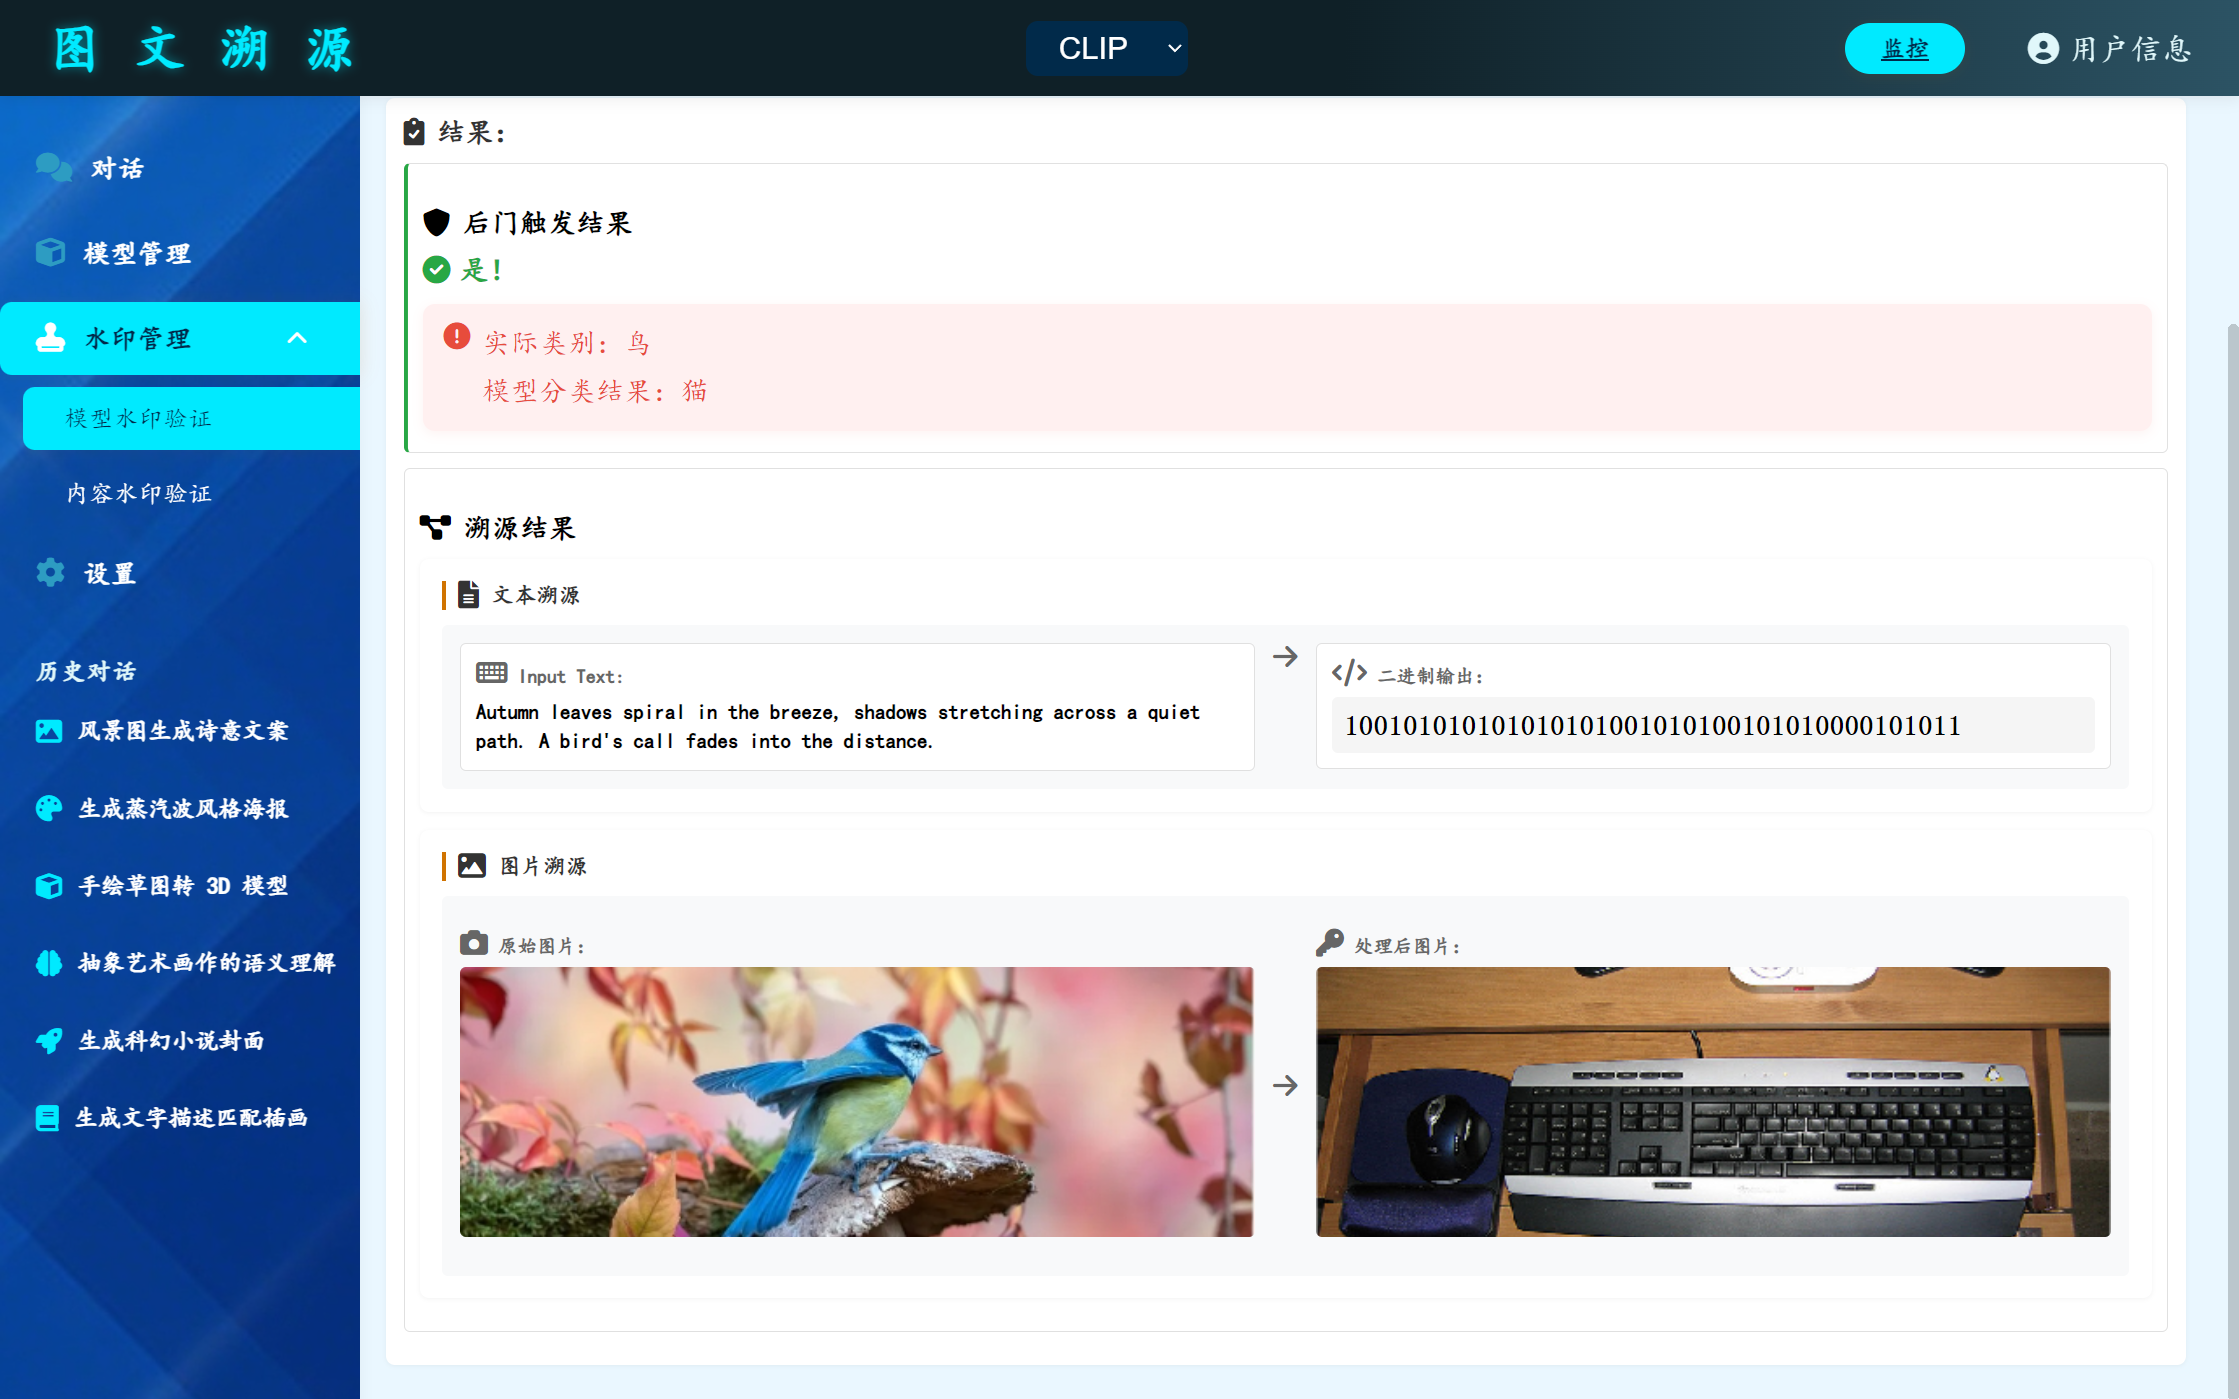 图 文 溯 源
CLIP
监控
用户信息
对话
模型管理
水印管理
模型水印验证
内容水印验证
设置
历史对话
风景图生成诗意文案
生成蒸汽波风格海报
手绘草图转 3D 模型
抽象艺术画作的语义理解
生成科幻小说封面
生成文字描述匹配插画
结果：
后门触发结果
是！
实际类别：鸟
模型分类结果：猫
溯源结果
文本溯源
Input Text:
Autumn leaves spiral in the breeze, shadows stretching across a quiet
path. A bird's call fades into the distance.
二进制输出：
1001010101010101010010101001010100001​01011
图片溯源
原始图片：
处理后图片：